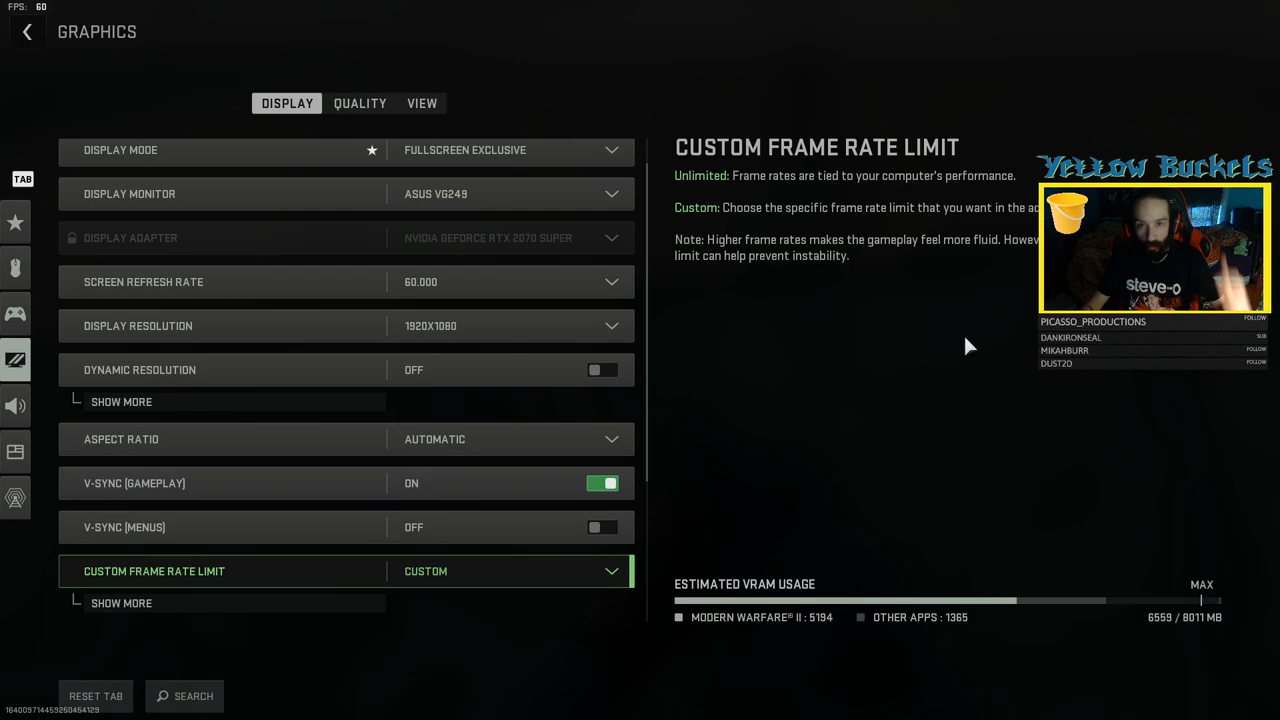 FPS: 60
GRAPHICS
DISPLAY QUALITY VIEW
TAB
DISPLAY MODE FULLSCREEN EXCLUSIVE
DISPLAY MONITOR ASUS VG249
DISPLAY ADAPTER NVIDIA GEFORCE RTX 2070 SUPER
SCREEN REFRESH RATE 60.000
DISPLAY RESOLUTION 1920X1080
DYNAMIC RESOLUTION OFF
SHOW MORE
ASPECT RATIO AUTOMATIC
V-SYNC (GAMEPLAY) ON
V-SYNC (MENUS) OFF
CUSTOM FRAME RATE LIMIT CUSTOM
SHOW MORE
RESET TAB SEARCH
164009714459250454129
CUSTOM FRAME RATE LIMIT
Unlimited: Frame rates are tied to your computer's performance.
Custom: Choose the specific frame rate limit that you want in the ad
Note: Higher frame rates makes the gameplay feel more fluid. Howev
limit can help prevent instability.
Yellow Buckets
steve-o
PICASSO_PRODUCTIONS FOLLOW
DANKIRONSEAL SUB
MIKAHBURR FOLLOW
DUST2D FOLLOW
ESTIMATED VRAM USAGE MAX
MODERN WARFARE® II : 5194 OTHER APPS : 1365 6559 / 8011 MB